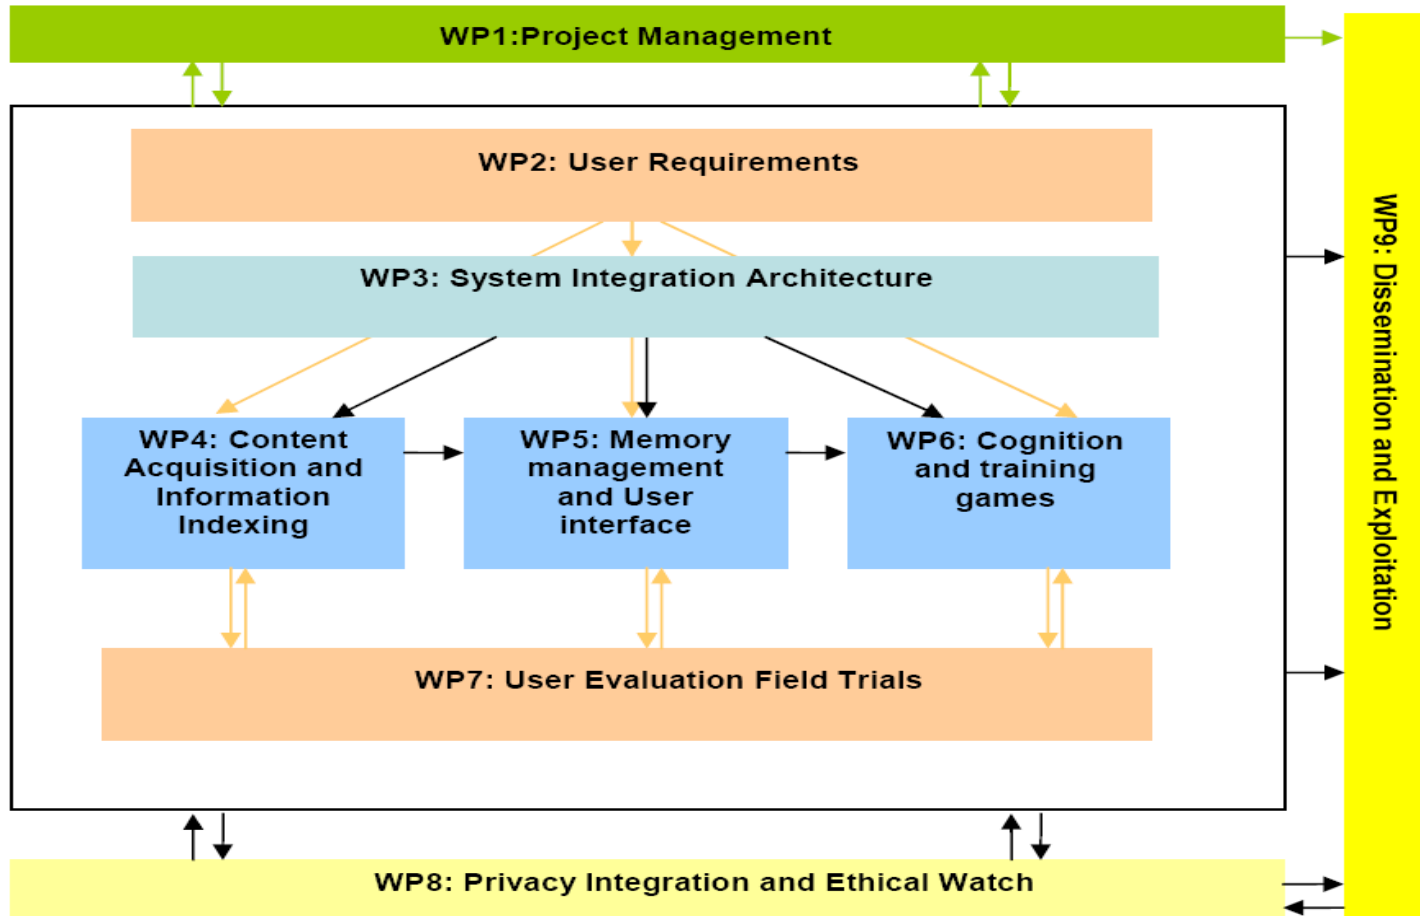 WP1:Project Management
WP2: User Requirements
WP3: System Integration Architecture
WP4: Content
Acquisition and
Information
Indexing
WP5: Memory
management
and User
interface
WP6: Cognition
and training
games
WP7: User Evaluation Field Trials
WP8: Privacy Integration and Ethical Watch
WP9: Dissemination and Exploitation